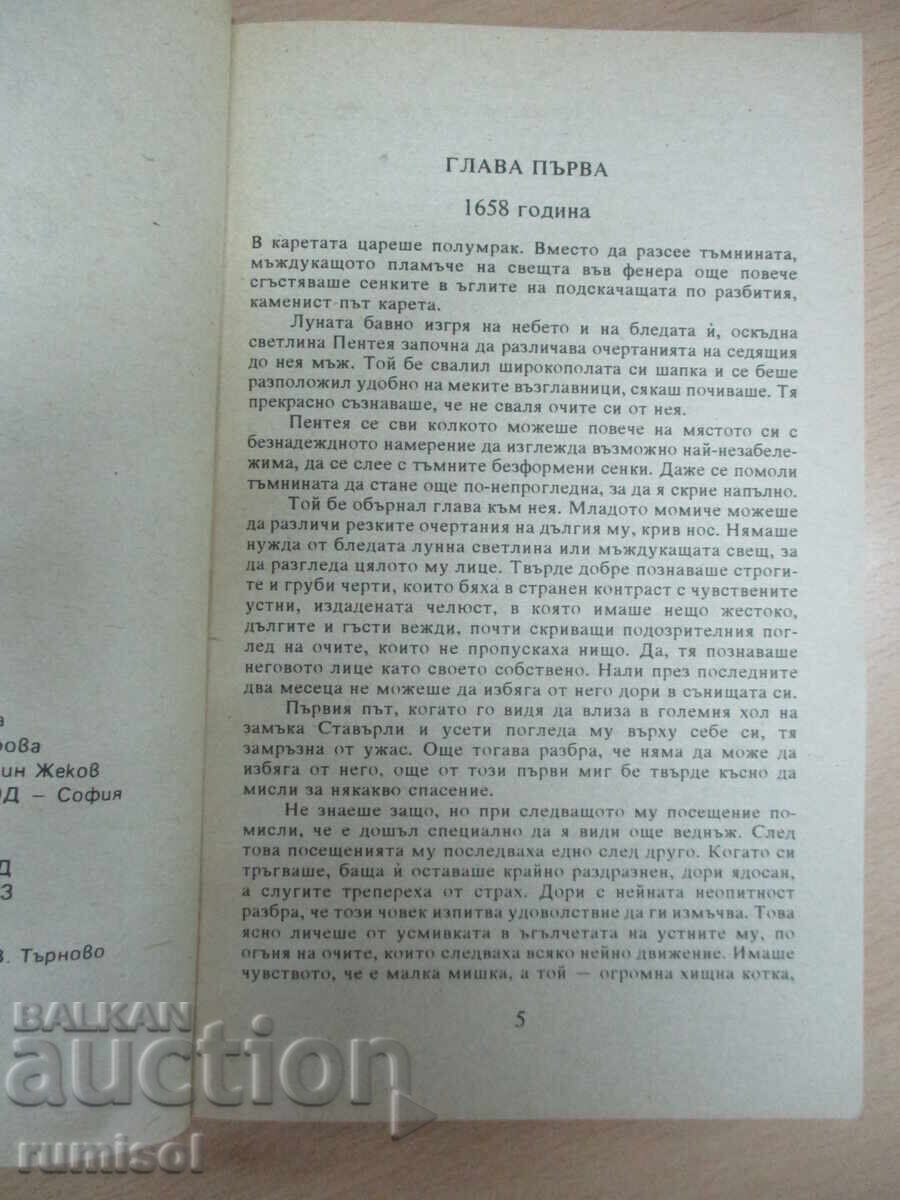 а
ова
ин Жеков
ОД – София
Д
З
В. Търново
ГЛАВА ПЪРВА
1658 година
В каретата цареше полумрак. Вместо да разсее тъмнината,
мъждукащото пламъче на свещта във фенера още повече
сгъстяваше сенките в ъглите на подскачащата по разбития,
каменист път карета.
Луната бавно изгря на небето и на бледата ѝ, оскъдна
светлина Пентея започна да различава очертанията на седящия
до нея мъж. Той бе свалил широкополата си шапка и се беше
разположил удобно на меките възглавници, сякаш почиваше. Тя
прекрасно съзнаваше, че не сваля очите си от нея.
Пентея се сви колкото можеше повече на мястото си с
безнадеждното намерение да изглежда възможно най-незабеле-
жима, да се слее с тъмните безформени сенки. Даже се помоли
тъмнината да стане още по-непрогледна, за да я скрие напълно.
Той бе обърнал глава към нея. Младото момиче можеше
да различи резките очертания на дългия му, крив нос. Нямаше
нужда от бледата лунна светлина или мъждукащата свещ, за
да разгледа цялото му лице. Твърде добре познаваше строги-
те и груби черти, които бяха в странен контраст с чувствените
устни, издадената челюст, в която имаше нещо жестоко,
дългите и гъсти вежди, почти скриващи подозрителния пог-
лед на очите, които не пропускаха нищо. Да, тя познаваше
неговото лице като своето собствено. Нали през последните
два месеца не можеше да избяга от него дори в сънищата си.
Първия път, когато го видя да влиза в големия хол на
замъка Ставърли и усети погледа му върху себе си, тя
замръзна от ужас. Още тогава разбра, че няма да може да
избяга от него, още от този първи миг бе твърде късно да
мисли за някакво спасение.
Не знаеше защо, но при следващото му посещение по-
мисли, че е дошъл специално да я види още веднъж. След
това посещенията му последваха едно след друго. Когато си
тръгваше, баща ѝ оставаше крайно раздразнен, дори ядосан,
а слугите трепереха от страх. Дори с нейната неопитност
разбра, че този човек изпитва удоволствие да ги измъчва. Това
ясно личеше от усмивката в ъгълчетата на устните му, по
огъня на очите, които следваха всяко нейно движение. Имаше
чувството, че е малка мишка, а той — огромна хищна котка,
5
BALKAN
auction
rumisol